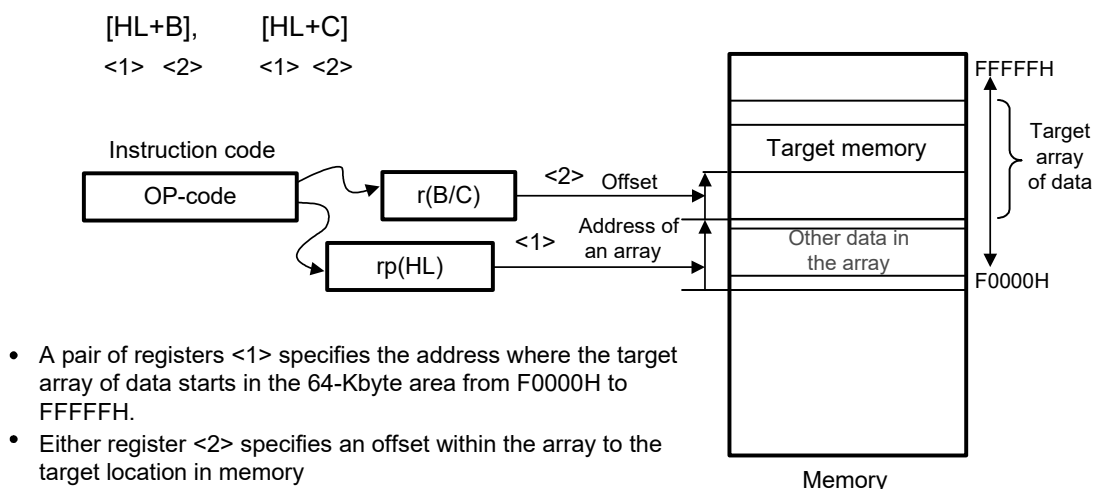 [HL+B], [HL+C]
<1> <2> <1> <2>
FFFFFH
Target
array
of data
Target memory
Instruction code
OP-code
r(B/C)
<2> Offset
Address of
an array
<1>
rp(HL)
Other data in
the array
F0000H
• A pair of registers <1> specifies the address where the target
array of data starts in the 64-Kbyte area from F0000H to
FFFFFH.
• Either register <2> specifies an offset within the array to the
target location in memory
Memory